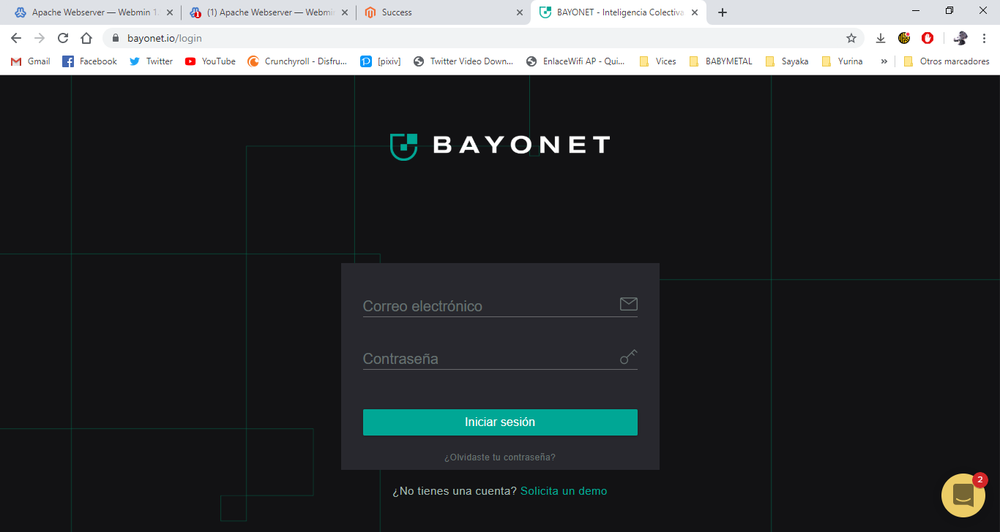 Apache Webserver — Webmin 1.
(1) Apache Webserver — Webmin
Success
BAYONET - Inteligencia Colectiva
bayonet.io/login
Gmail
Facebook
Twitter
YouTube
Crunchyroll - Disfru...
[pixiv]
Twitter Video Down...
EnlaceWifi AP - Qui...
Vices
BABYMETAL
Sayaka
Yurina
»
Otros marcadores
BAYONET
Correo electrónico
Contraseña
Iniciar sesión
¿Olvidaste tu contraseña?
¿No tienes una cuenta? Solicita un demo
2